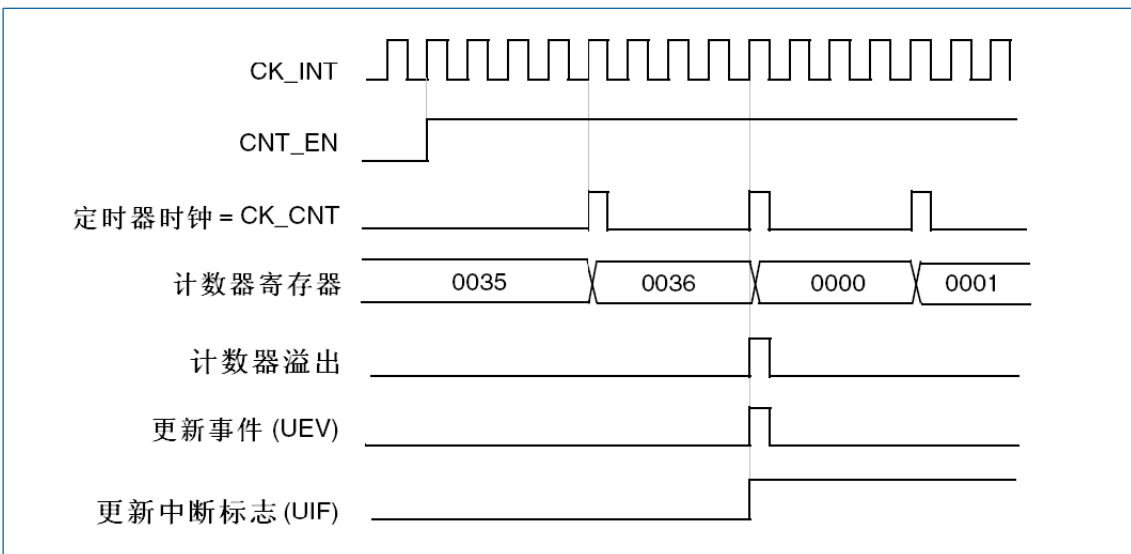 CK_INT
CNT_EN
定时器时钟 = CK_CNT
计数器寄存器 0035 0036 0000 0001
计数器溢出
更新事件 (UEV)
更新中断标志 (UIF)